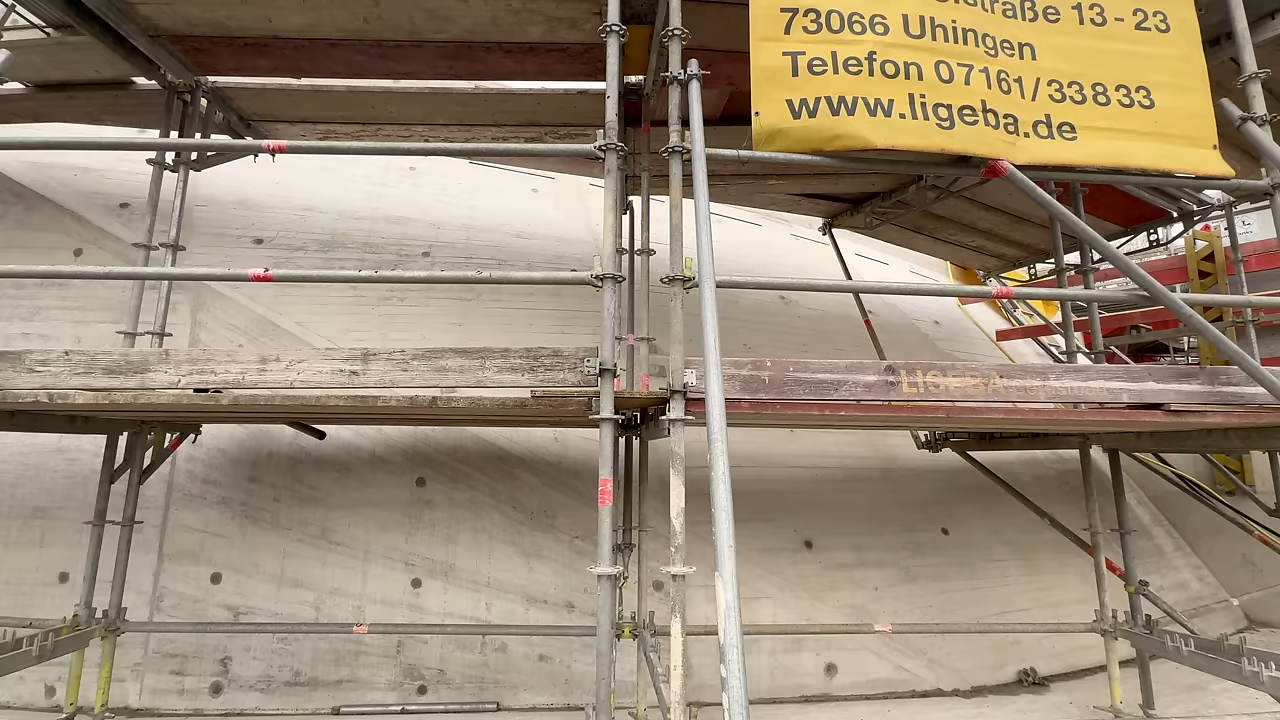 straße 13 - 23
73066 Uhingen
Telefon 07161/33833
www.ligeba.de
LIGEBA